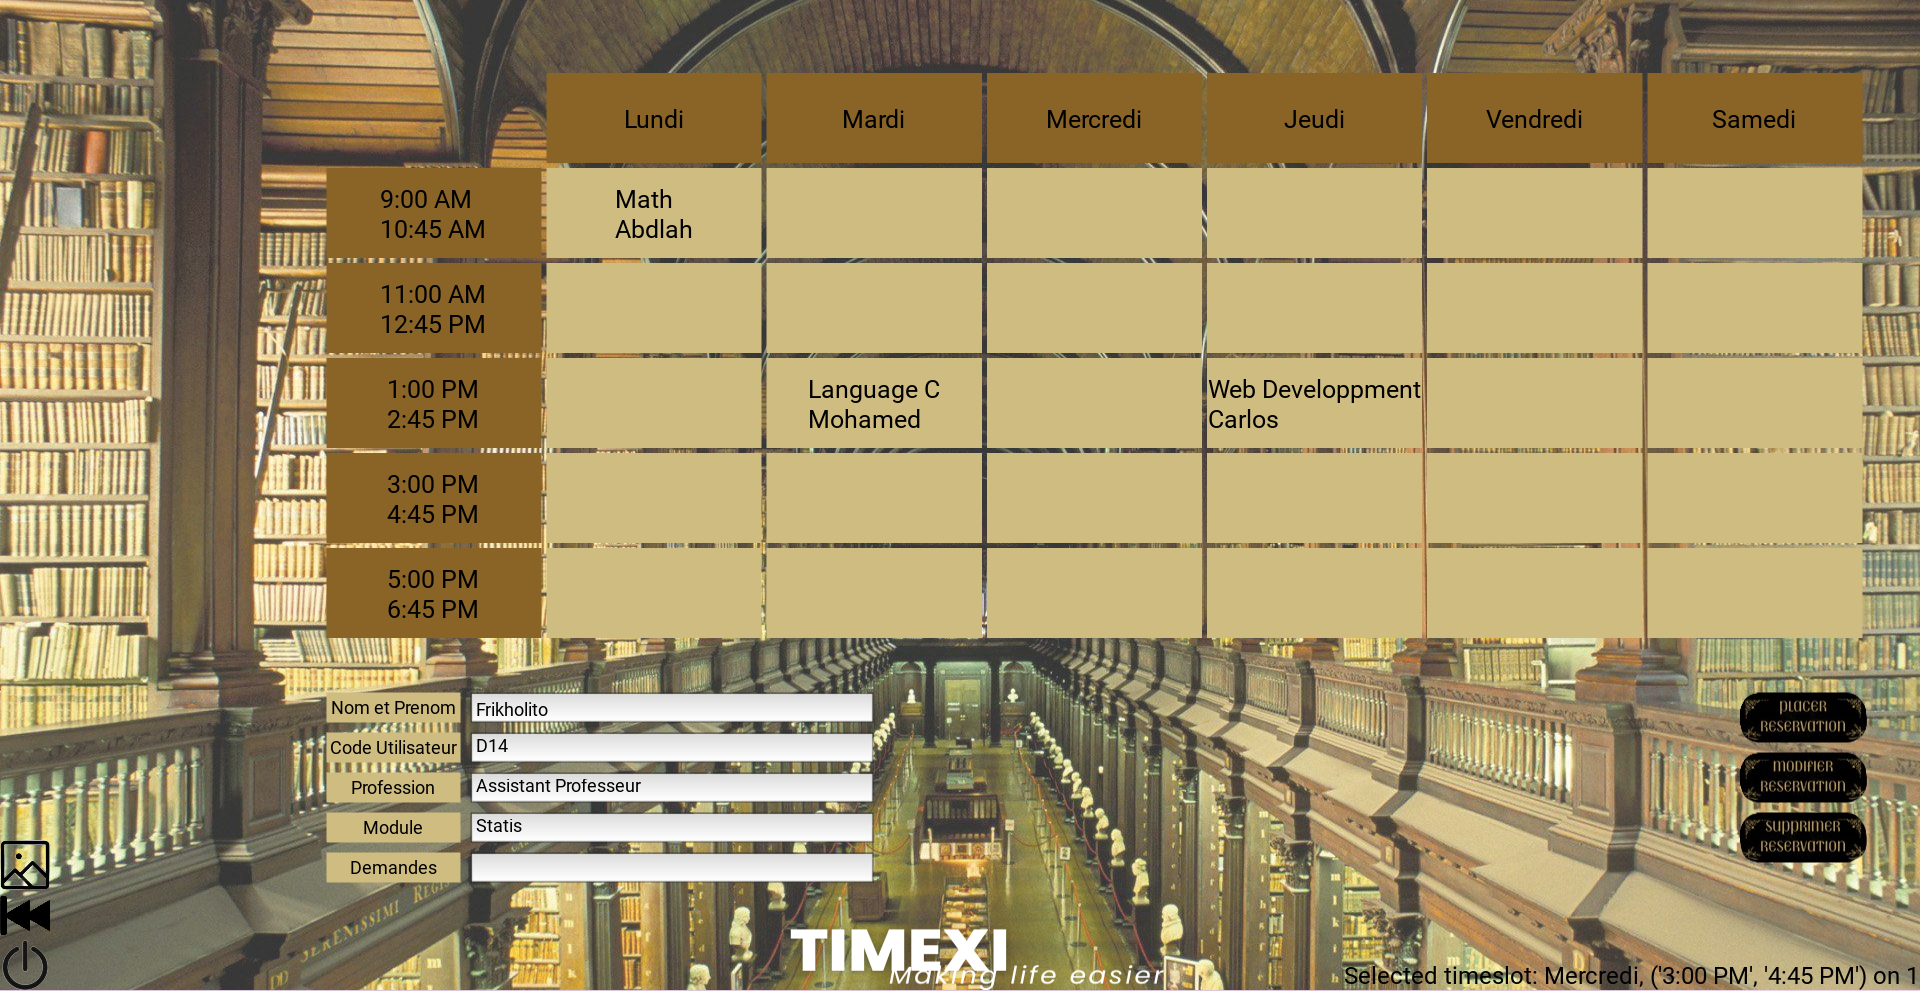 Lundi Mardi Mercredi Jeudi Vendredi Samedi
9:00 AM
10:45 AM
Math
Abdlah
11:00 AM
12:45 PM
1:00 PM
2:45 PM
Language C
Mohamed
Web Developpment
Carlos
3:00 PM
4:45 PM
5:00 PM
6:45 PM
Nom et Prenom Frikholito
Code Utilisateur D14
Profession Assistant Professeur
Module Statis
Demandes
PLACER
RESERVATION
MODIFIER
RESERVATION
SUPPRIMER
RESERVATION
TIMEXI
Making life easier
Selected timeslot: Mercredi, ('3:00 PM', '4:45 PM') on 1